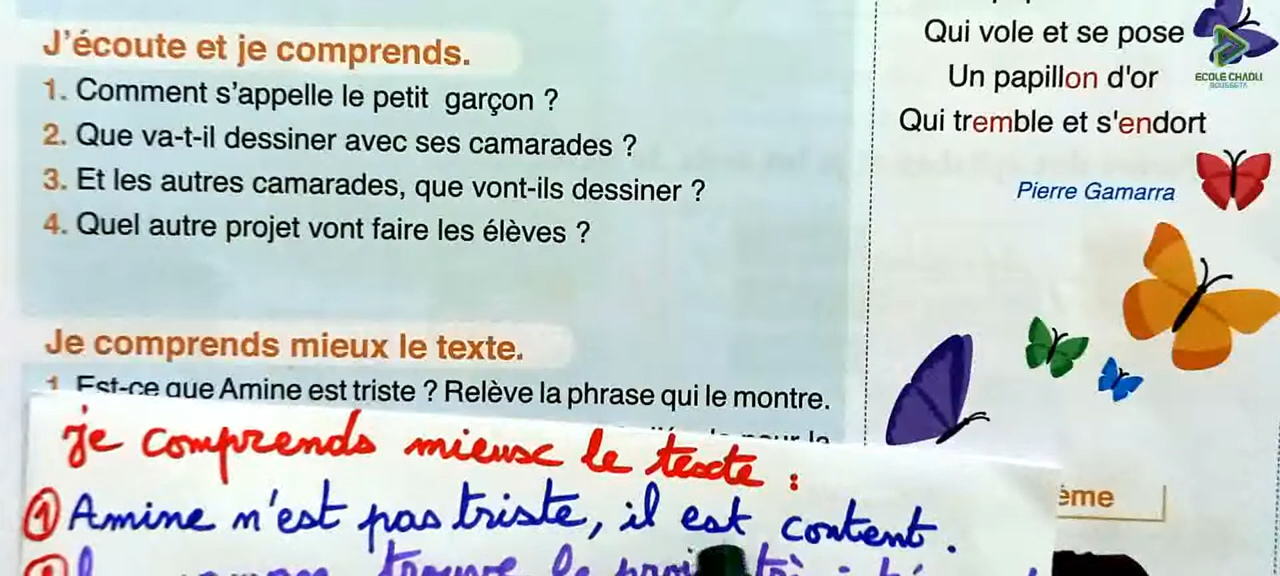 J'écoute et je comprends.
1. Comment s'appelle le petit garçon ?
2. Que va-t-il dessiner avec ses camarades ?
3. Et les autres camarades, que vont-ils dessiner ?
4. Quel autre projet vont faire les élèves ?
Je comprends mieux le texte.
1. Est-ce que Amine est triste ? Relève la phrase qui le montre.
je comprends mieux le texte :
① Amine n'est pas triste, il est content.
trouve le
Qui vole et se pose
Un papillon d'or
Qui tremble et s'endort
Pierre Gamarra
ème
ECOLE CHADLI
BOUSSETA